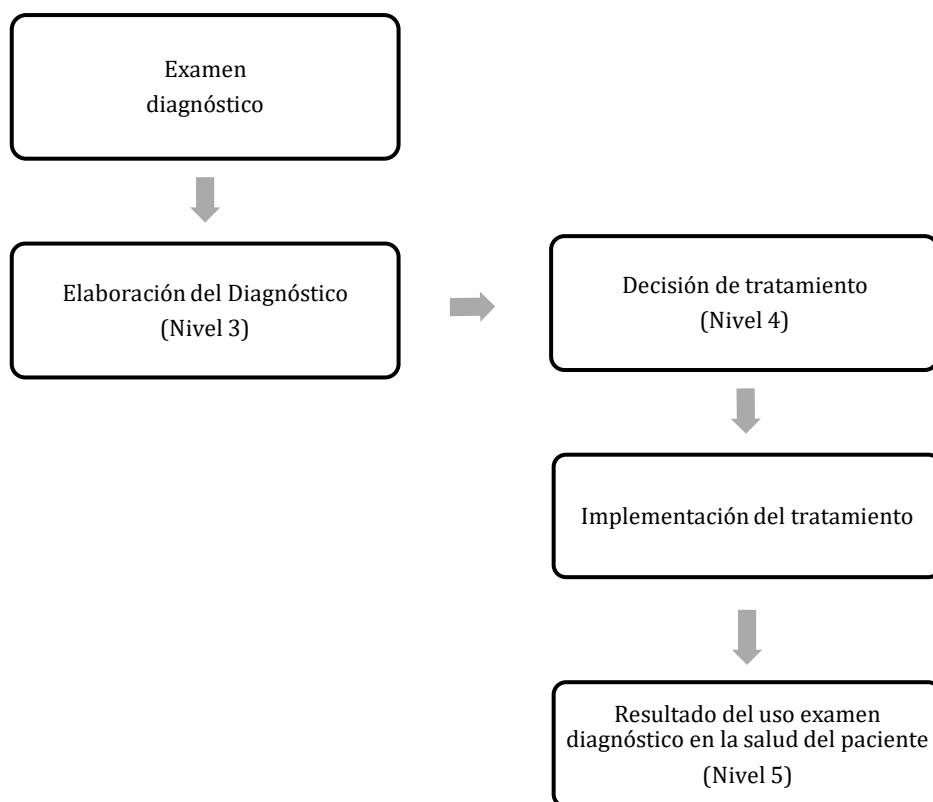 Examen
diagnóstico
Elaboración del Diagnóstico
(Nivel 3)
Decisión de tratamiento
(Nivel 4)
Implementación del tratamiento
Resultado del uso examen
diagnóstico en la salud del paciente
(Nivel 5)